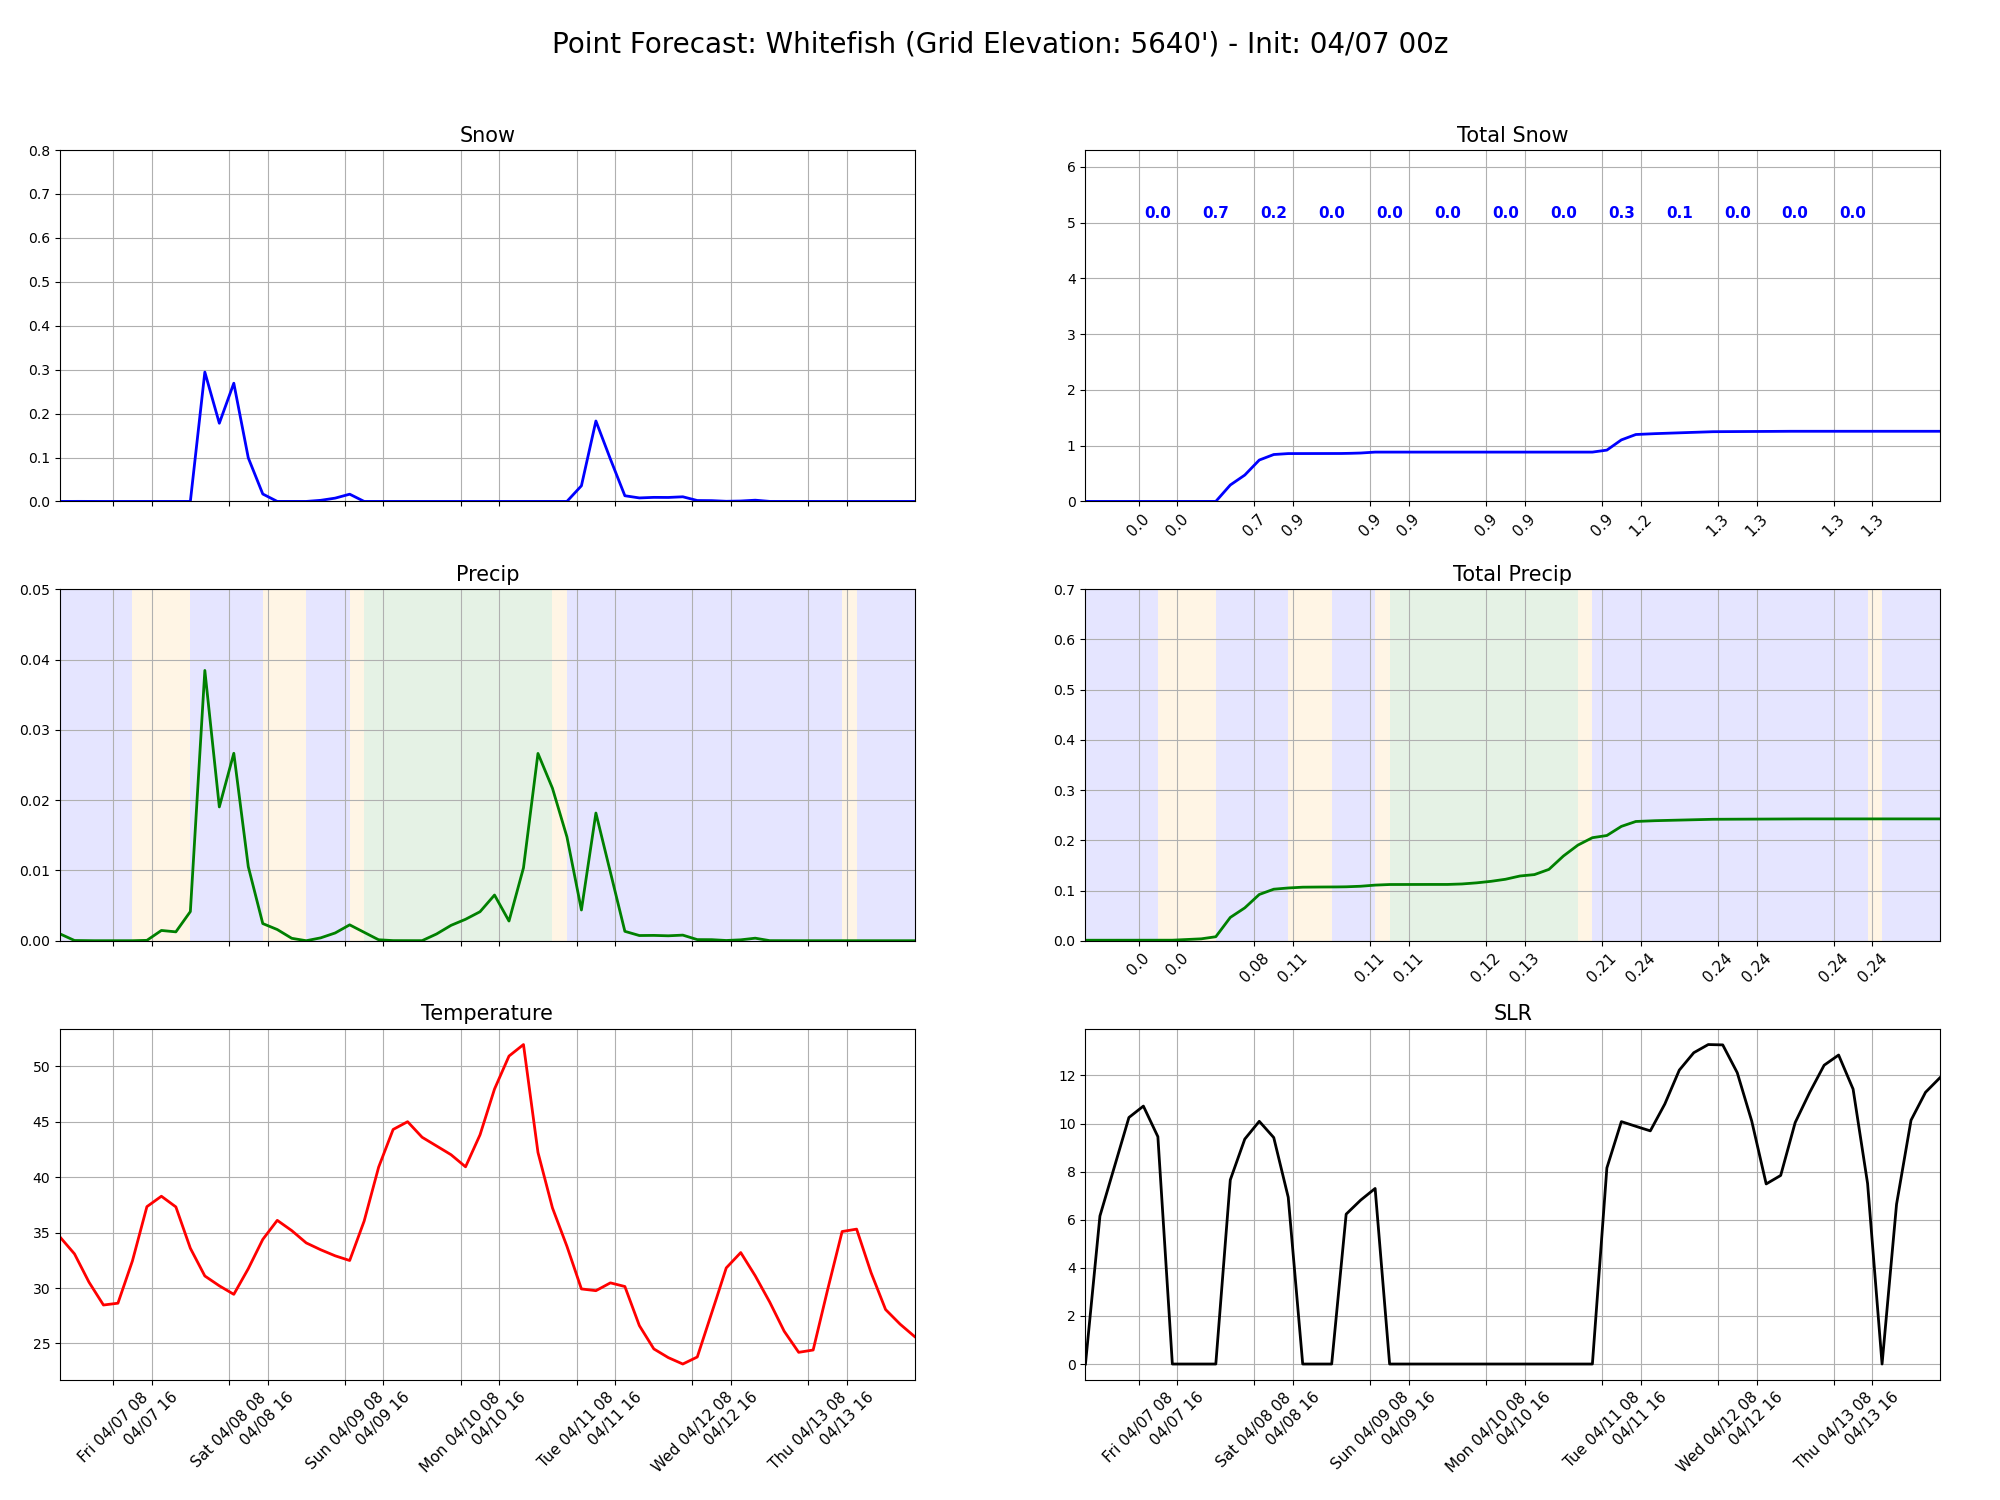 Point Forecast: Whitefish (Grid Elevation: 5640') - Init: 04/07 00z
Snow
0.8
0.7
0.6
0.5
0.4
0.3
0.2
0.1
0.0
Total Snow
6
5
4
3
2
1
0
0.0 0.7 0.2 0.0 0.0 0.0 0.0 0.0 0.3 0.1 0.0 0.0 0.0
0.0 0.0 0.7 0.9 0.9 0.9 0.9 0.9 0.9 1.2 1.3 1.3 1.3 1.3
Precip
0.05
0.04
0.03
0.02
0.01
0.00
Total Precip
0.7
0.6
0.5
0.4
0.3
0.2
0.1
0.0
0.0 0.0 0.08 0.11 0.11 0.11 0.12 0.13 0.21 0.24 0.24 0.24 0.24 0.24
Temperature
50
45
40
35
30
25
Fri 04/07 08
04/07 16
Sat 04/08 08
04/08 16
Sun 04/09 08
04/09 16
Mon 04/10 08
04/10 16
Tue 04/11 08
04/11 16
Wed 04/12 08
04/12 16
Thu 04/13 08
04/13 16
SLR
12
10
8
6
4
2
0
Fri 04/07 08
04/07 16
Sat 04/08 08
04/08 16
Sun 04/09 08
04/09 16
Mon 04/10 08
04/10 16
Tue 04/11 08
04/11 16
Wed 04/12 08
04/12 16
Thu 04/13 08
04/13 16